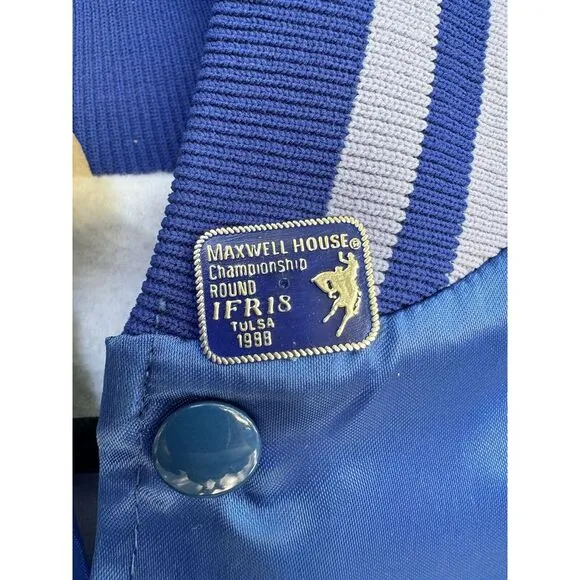 MAXWELL HOUSE®
Championship
ROUND
IFR18
TULSA
1988